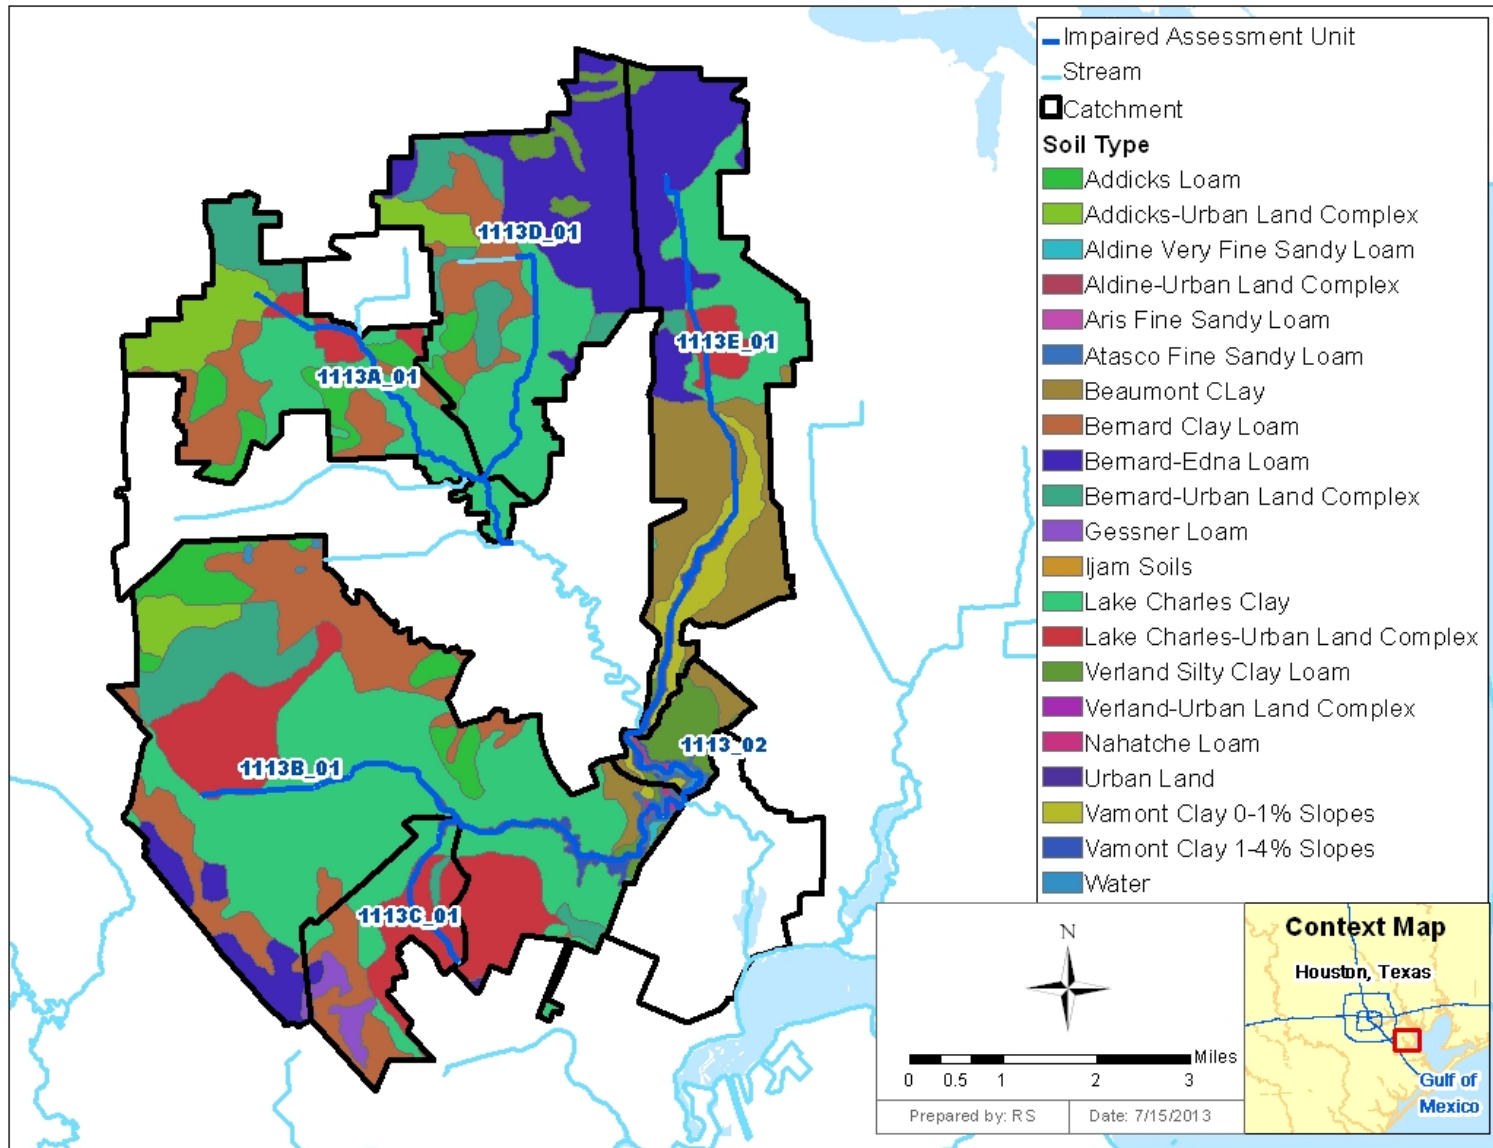 Impaired Assessment Unit
Stream
Catchment
Soil Type
Addicks Loam
Addicks-Urban Land Complex
Aldine Very Fine Sandy Loam
Aldine-Urban Land Complex
Aris Fine Sandy Loam
Atasco Fine Sandy Loam
Beaumont CLay
Bernard Clay Loam
Bernard-Edna Loam
Bernard-Urban Land Complex
Gessner Loam
Ijam Soils
Lake Charles Clay
Lake Charles-Urban Land Complex
Verland Silty Clay Loam
Verland-Urban Land Complex
Nahatche Loam
Urban Land
Vamont Clay 0-1% Slopes
Vamont Clay 1-4% Slopes
Water
1113D_01
1113E_01
1113A_01
1113_02
1113B_01
1113C_01
N
Miles
0 0.5 1 2 3
Prepared by: RS
Date: 7/15/2013
Context Map
Houston, Texas
Gulf of
Mexico